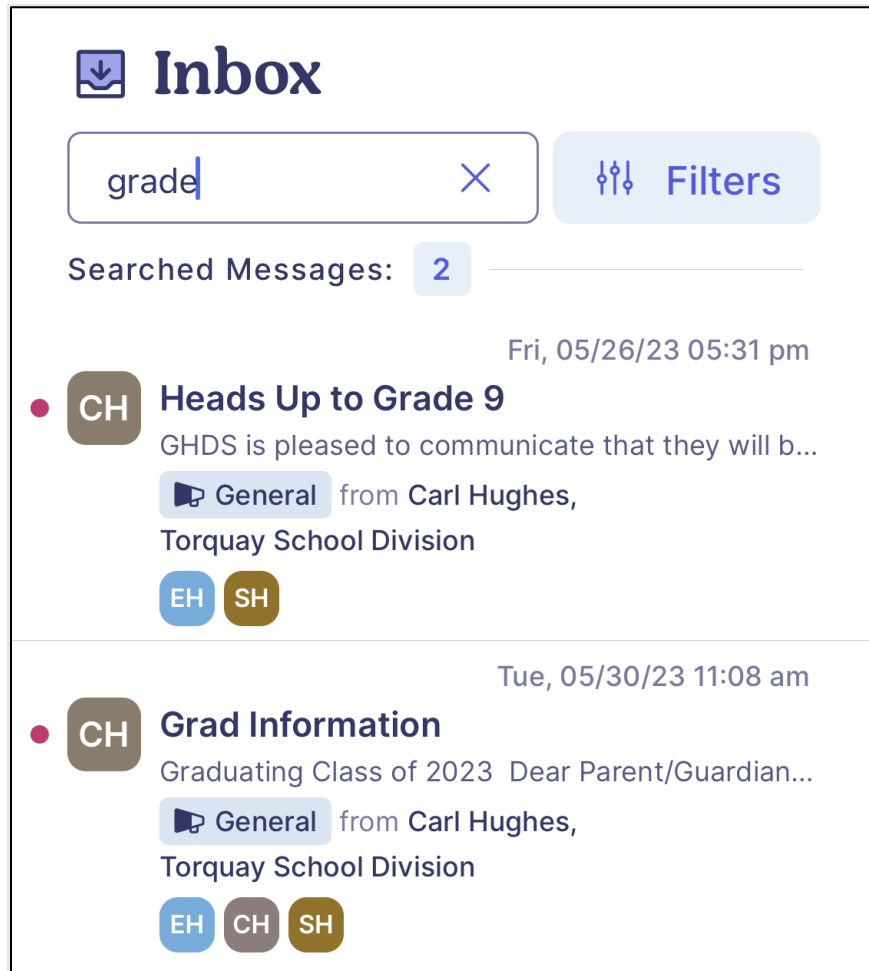 Inbox
grade
Filters
Searched Messages: 2
Fri, 05/26/23 05:31 pm
CH
Heads Up to Grade 9
GHDS is pleased to communicate that they will b...
General from Carl Hughes,
Torquay School Division
EH SH
Tue, 05/30/23 11:08 am
CH
Grad Information
Graduating Class of 2023 Dear Parent/Guardian...
General from Carl Hughes,
Torquay School Division
EH CH SH